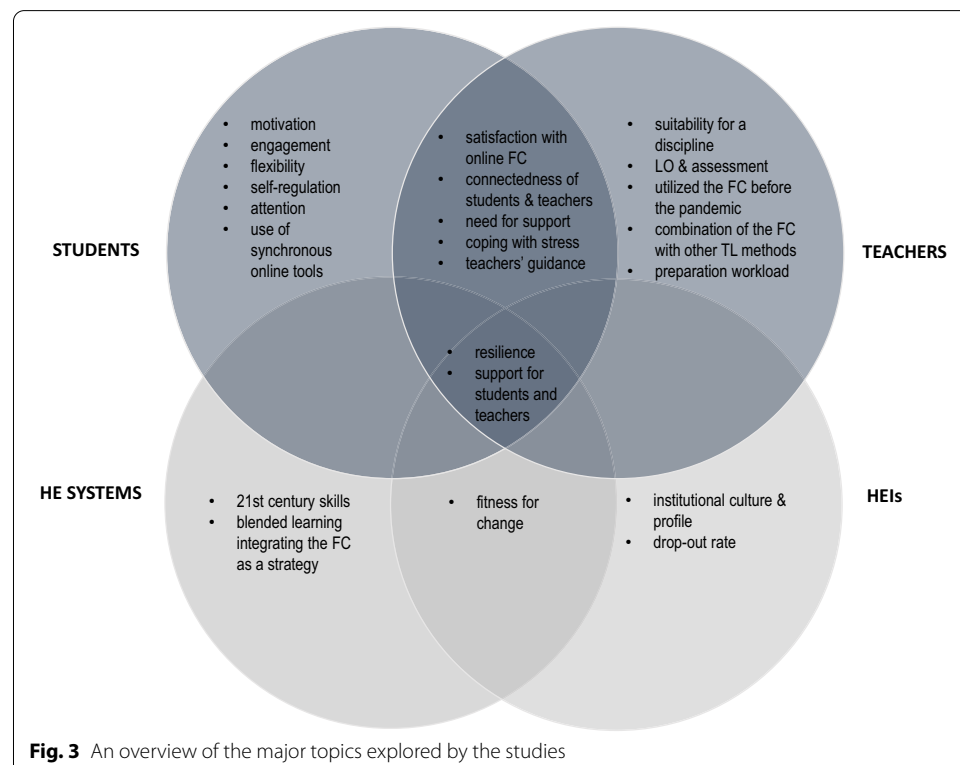 • motivation
• engagement
• flexibility
• self-regulation
• attention
• use of
synchronous
online tools
• satisfaction with
online FC
• connectedness of
students & teachers
• need for support
• coping with stress
• teachers' guidance
• suitability for a
discipline
• LO & assessment
• utilized the FC before
the pandemic
• combination of the FC
with other TL methods
• preparation workload
STUDENTS
TEACHERS
• resilience
• support for
students and
teachers
HE SYSTEMS
HEIs
• 21st century skills
• blended learning
integrating the FC
as a strategy
• fitness for
change
• institutional culture &
profile
• drop-out rate
Fig. 3 An overview of the major topics explored by the studies